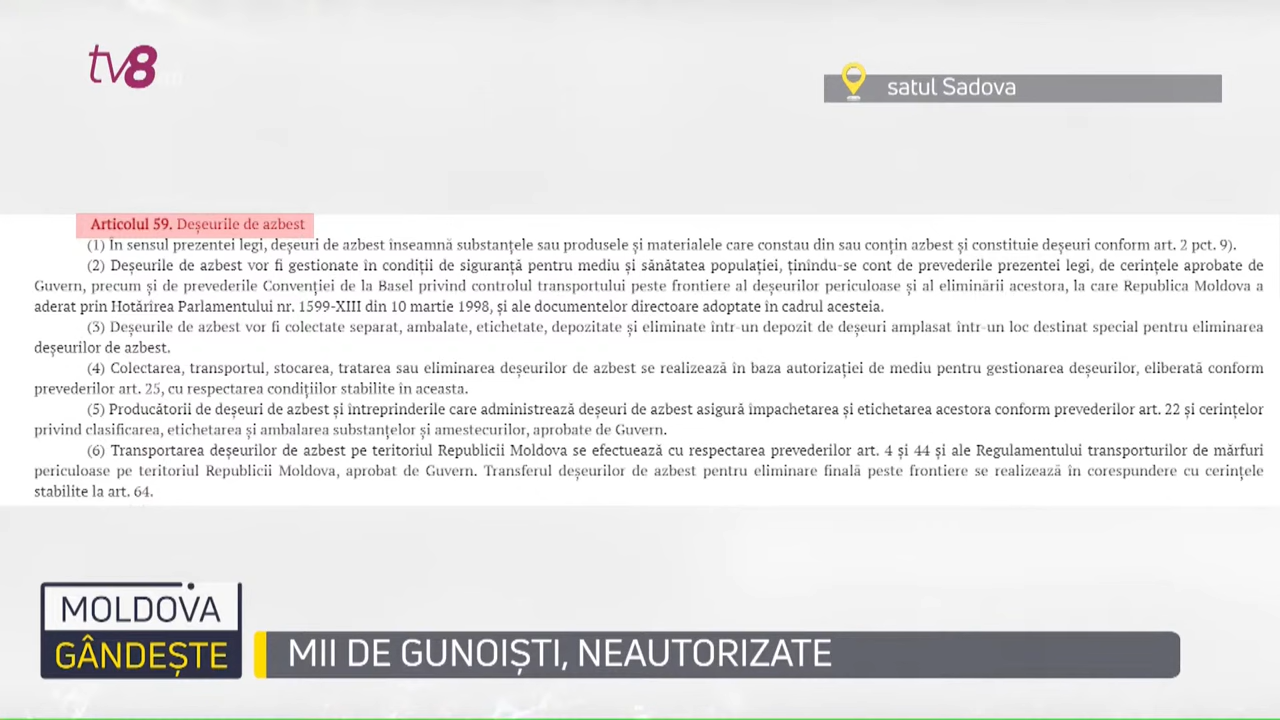 tv8
satul Sadova
Articolul 59. Deșeurile de azbest
(1) În sensul prezentei legi, deșeuri de azbest înseamnă substanțele sau produsele și materialele care constau din sau conțin azbest și constituie deșeuri conform art. 2 pct. 9).
(2) Deșeurile de azbest vor fi gestionate în condiții de siguranță pentru mediu și sănătatea populației, ținîndu-se cont de prevederile prezentei legi, de cerințele aprobate de
Guvern, precum și de prevederile Convenției de la Basel privind controlul transportului peste frontiere al deșeurilor periculoase și al eliminării acestora, la care Republica Moldova a
aderat prin Hotărîrea Parlamentului nr. 1599-XIII din 10 martie 1998, și ale documentelor directoare adoptate în cadrul acesteia.
(3) Deșeurile de azbest vor fi colectate separat, ambalate, etichetate, depozitate și eliminate într-un depozit de deșeuri amplasat într-un loc destinat special pentru eliminarea
deșeurilor de azbest.
(4) Colectarea, transportul, stocarea, tratarea sau eliminarea deșeurilor de azbest se realizează în baza autorizației de mediu pentru gestionarea deșeurilor, eliberată conform
prevederilor art. 25, cu respectarea condițiilor stabilite în aceasta.
(5) Producătorii de deșeuri de azbest și întreprinderile care administrează deșeuri de azbest asigură împachetarea și etichetarea acestora conform prevederilor art. 22 și cerințelor
privind clasificarea, etichetarea și ambalarea substanțelor și amestecurilor, aprobate de Guvern.
(6) Transportarea deșeurilor de azbest pe teritoriul Republicii Moldova se efectuează cu respectarea prevederilor art. 4 și 44 și ale Regulamentului transporturilor de mărfuri
periculoase pe teritoriul Republicii Moldova, aprobat de Guvern. Transferul deșeurilor de azbest pentru eliminare finală peste frontiere se realizează în corespundere cu cerințele
stabilite la art. 64.
MOLDOVA
GÂNDEȘTE
MII DE GUNOIȘTI, NEAUTORIZATE